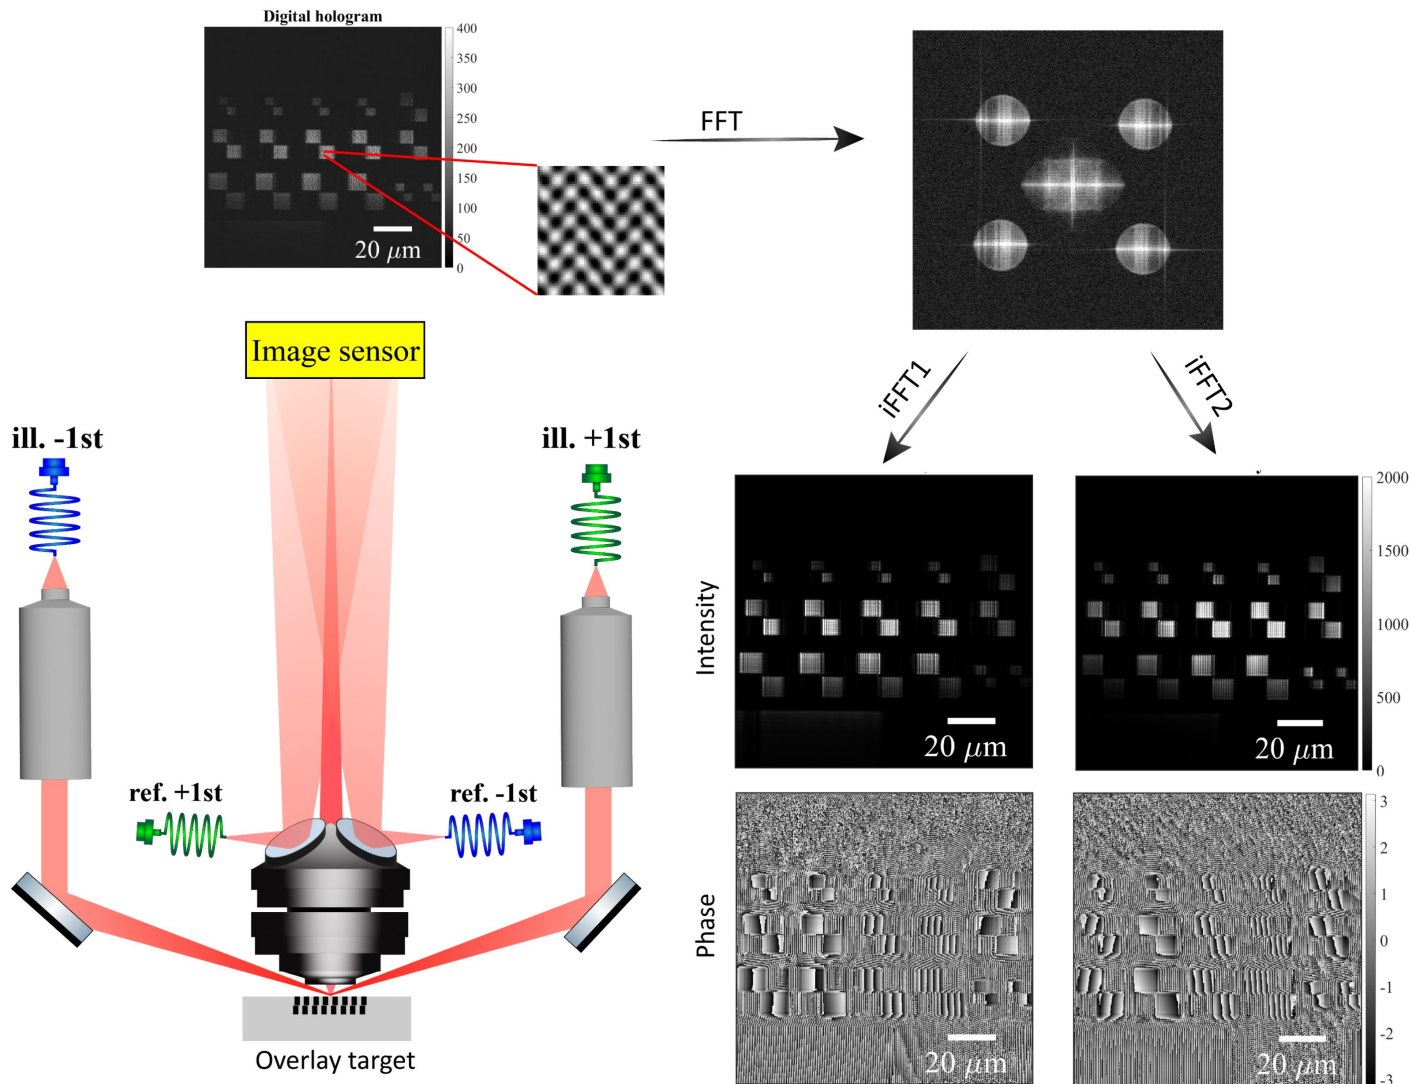 Digital hologram
400
350
300
250
200
150
100
50
0
20 μm
FFT
Image sensor
ill. -1st
ill. +1st
ref. +1st
ref. -1st
Overlay target
iFFT1
iFFT2
Intensity
20 μm
20 μm
2000
1500
1000
500
0
Phase
20 μm
20 μm
3
2
1
0
-1
-2
-3